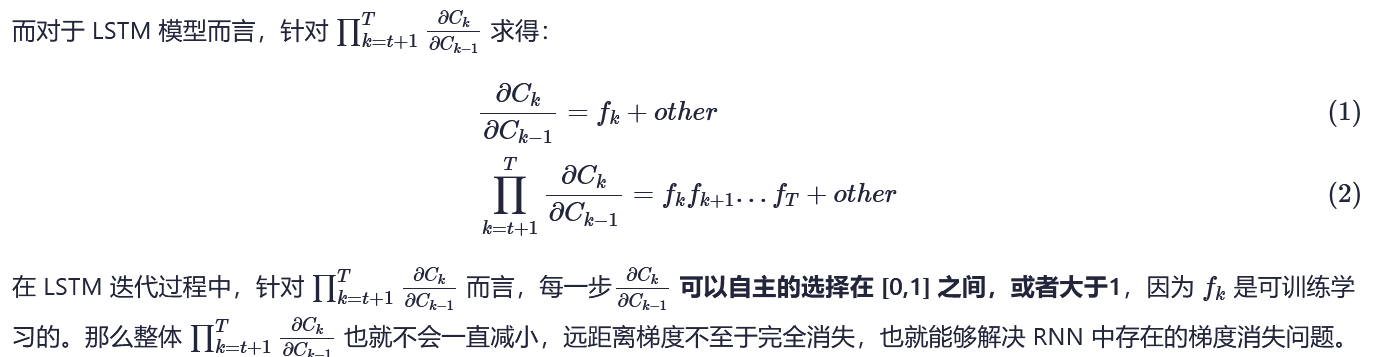 而对于 LSTM 模型而言，针对 $\prod_{k=t+1}^{T} \frac{\partial C_k}{\partial C_{k-1}}$ 求得：
$\frac{\partial C_k}{\partial C_{k-1}} = f_k + other$ (1)
$\prod_{k=t+1}^{T} \frac{\partial C_k}{\partial C_{k-1}} = f_k f_{k+1} \ldots f_T + other$ (2)
在 LSTM 迭代过程中，针对 $\prod_{k=t+1}^{T} \frac{\partial C_k}{\partial C_{k-1}}$ 而言，每一步 $\frac{\partial C_k}{\partial C_{k-1}}$ 可以自主的选择在 [0,1] 之间，或者大于1，因为 $f_k$ 是可训练学
习的。那么整体 $\prod_{k=t+1}^{T} \frac{\partial C_k}{\partial C_{k-1}}$ 也就不会一直减小，远距离梯度不至于完全消失，也就能够解决 RNN 中存在的梯度消失问题。